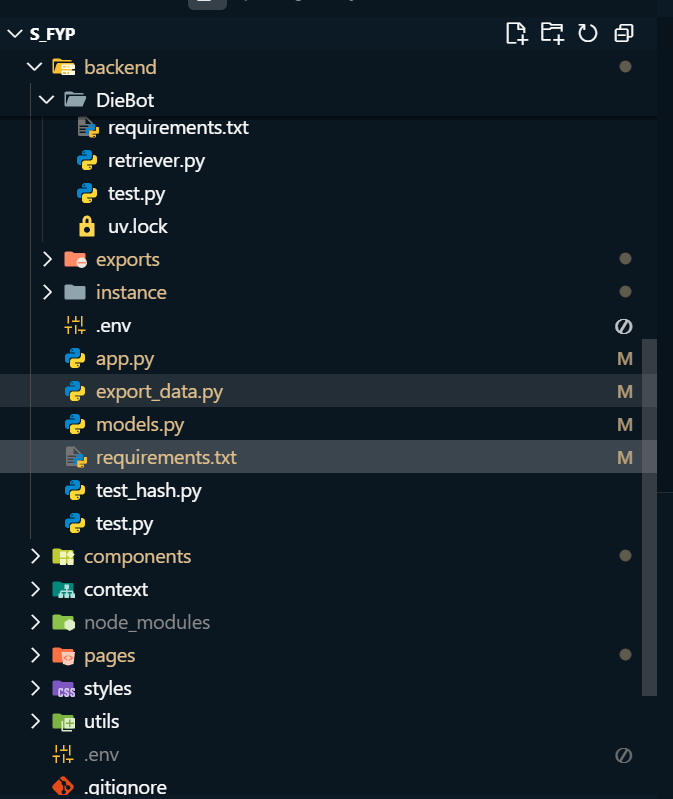 S_FYP
backend
DieBot
requirements.txt
retriever.py
test.py
uv.lock
exports
instance
.env
app.py M
export_data.py M
models.py M
requirements.txt M
test_hash.py
test.py
components
context
node_modules
pages
CSS styles
utils
.env
.gitignore